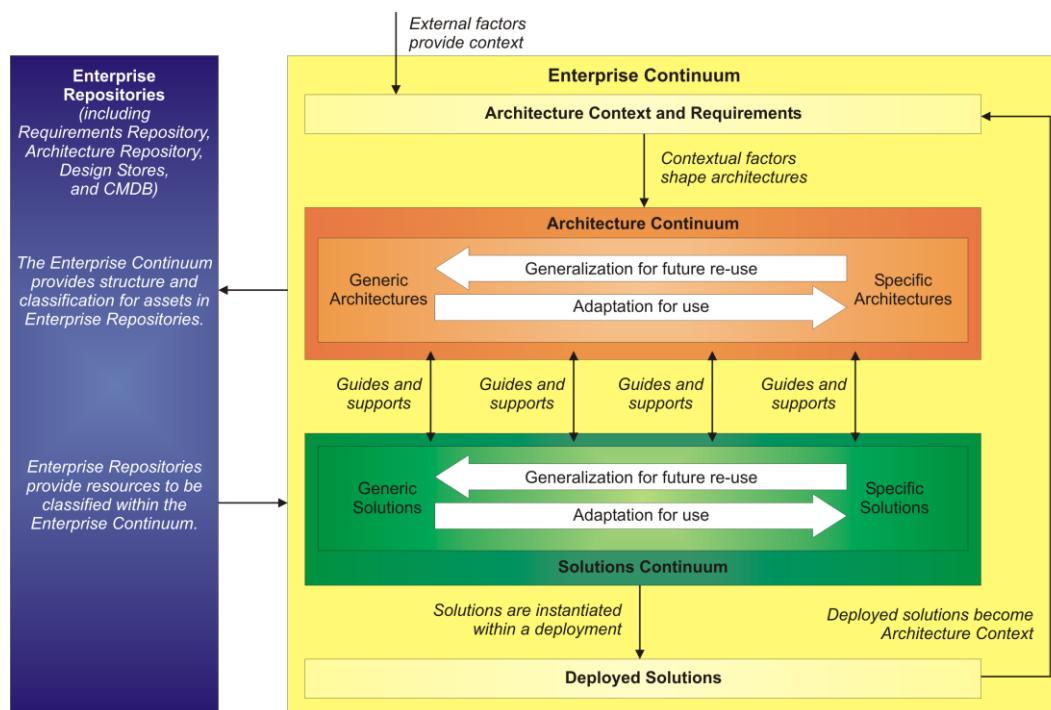 External factors
provide context
Enterprise
Repositories
(including
Requirements Repository,
Architecture Repository,
Design Stores,
and CMDB)
The Enterprise Continuum
provides structure and
classification for assets in
Enterprise Repositories.
Enterprise Repositories
provide resources to be
classified within the
Enterprise Continuum.
Enterprise Continuum
Architecture Context and Requirements
Contextual factors
shape architectures
Architecture Continuum
Generic
Architectures
Generalization for future re-use
Adaptation for use
Specific
Architectures
Guides and
supports
Guides and
supports
Guides and
supports
Guides and
supports
Generic
Solutions
Generalization for future re-use
Adaptation for use
Specific
Solutions
Solutions Continuum
Solutions are instantiated
within a deployment
Deployed solutions become
Architecture Context
Deployed Solutions